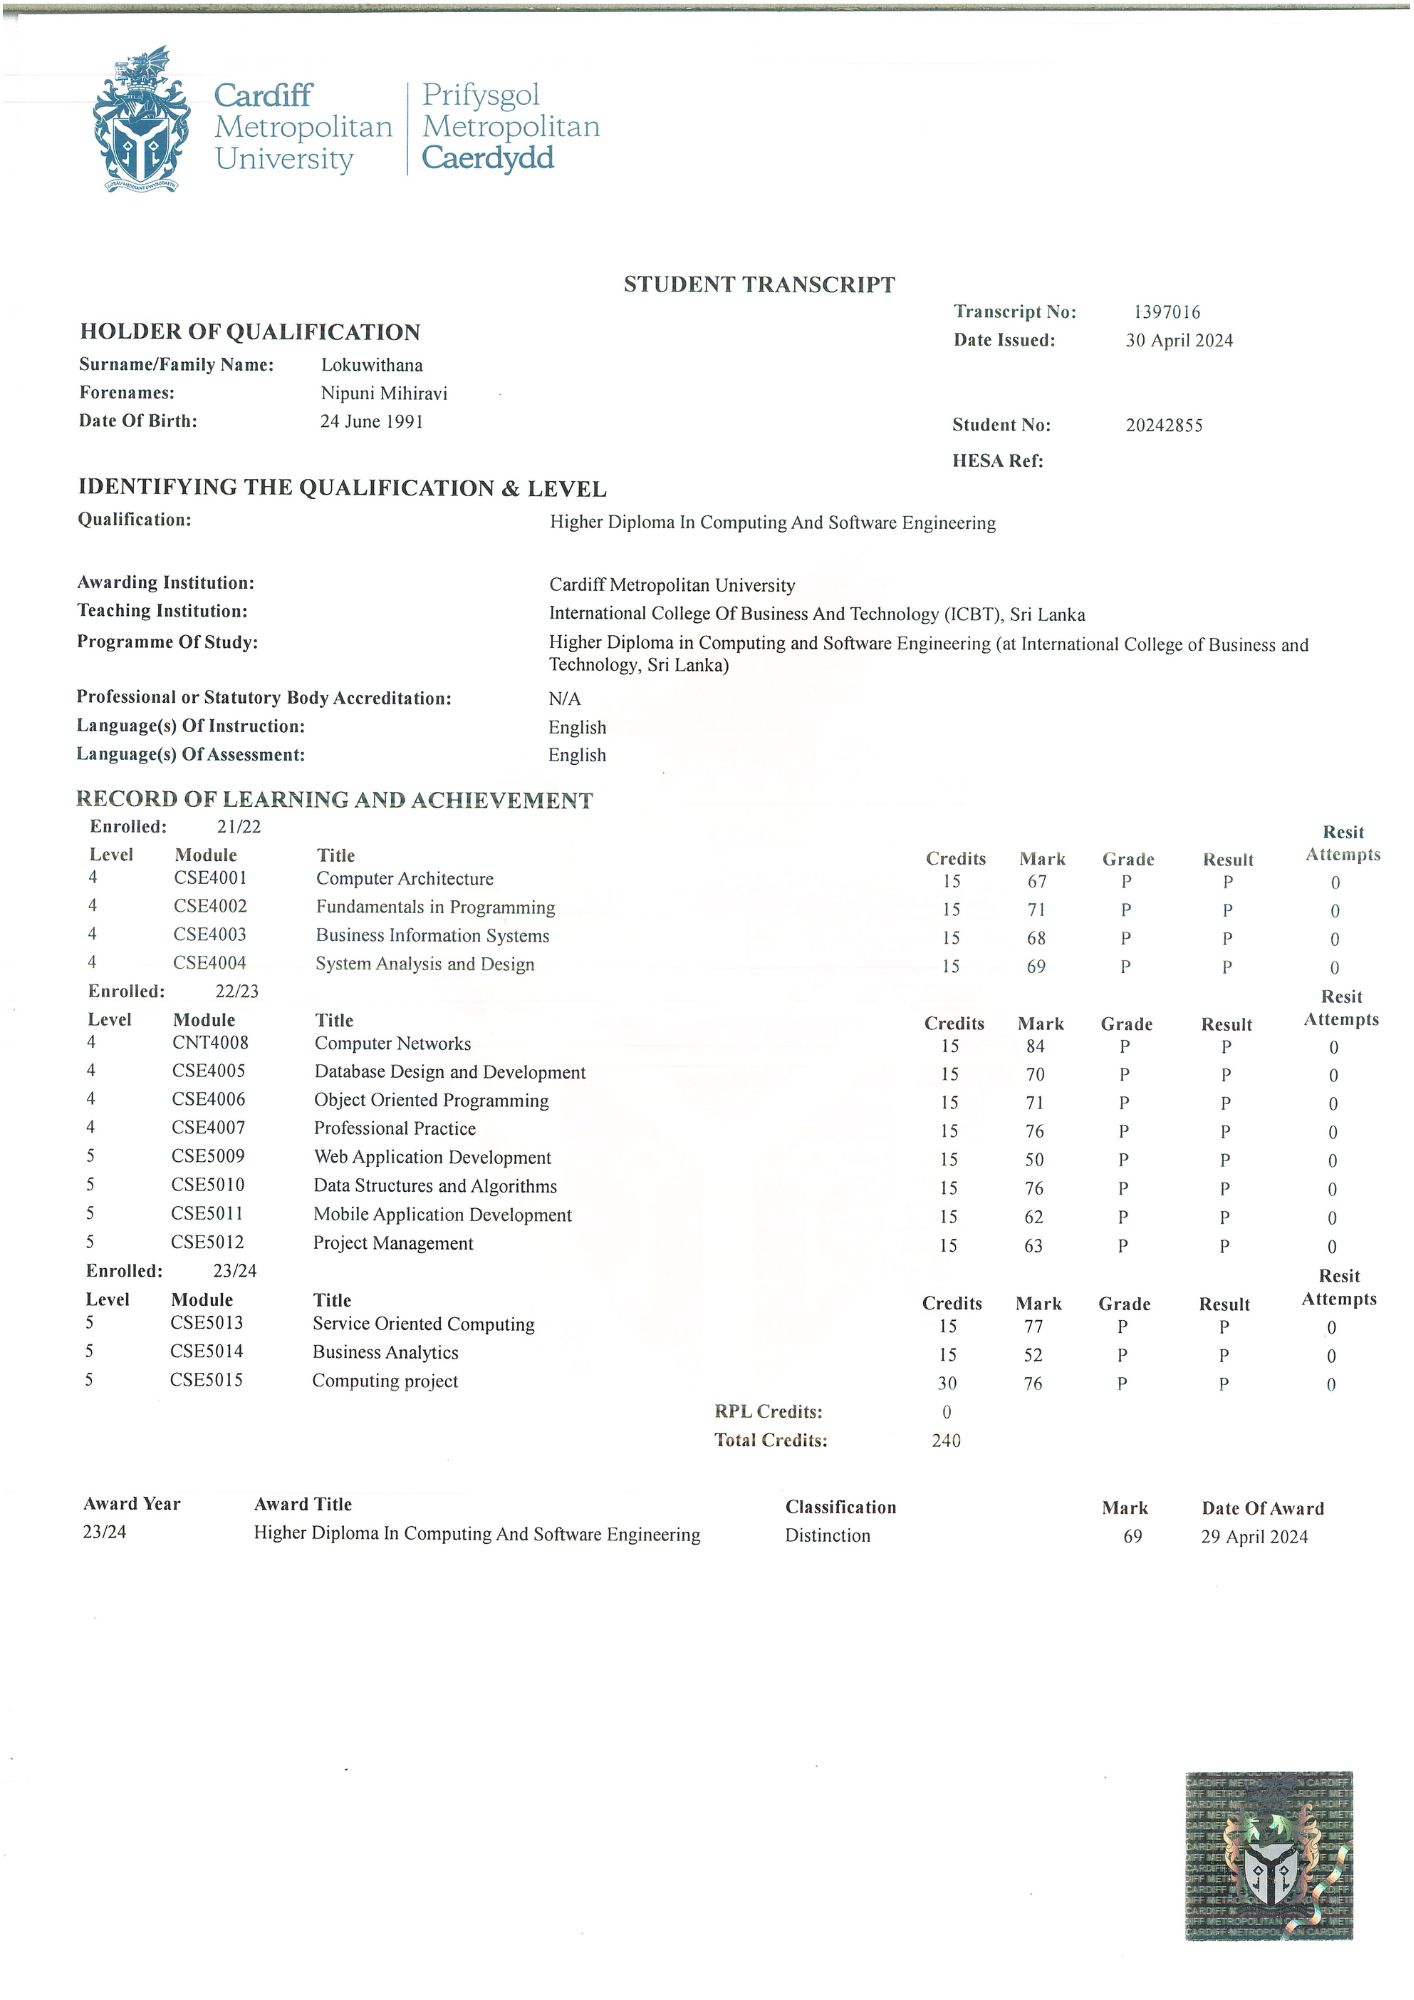 Cardiff
Metropolitan
University
Prifysgol
Metropolitan
Caerdydd
STUDENT TRANSCRIPT
Transcript No: 1397016
HOLDER OF QUALIFICATION
Date Issued: 30 April 2024
Surname/Family Name: Lokuwithana
Forenames: Nipuni Mihiravi
Date Of Birth: 24 June 1991
Student No: 20242855
HESA Ref:
IDENTIFYING THE QUALIFICATION & LEVEL
Qualification: Higher Diploma In Computing And Software Engineering
Awarding Institution: Cardiff Metropolitan University
Teaching Institution: International College Of Business And Technology (ICBT), Sri Lanka
Programme Of Study: Higher Diploma in Computing and Software Engineering (at International College of Business and
Technology, Sri Lanka)
Professional or Statutory Body Accreditation: N/A
Language(s) Of Instruction: English
Language(s) Of Assessment: English
RECORD OF LEARNING AND ACHIEVEMENT
Enrolled: 21/22
Resit
Level Module Title Credits Mark Grade Result Attempts
4 CSE4001 Computer Architecture 15 67 P P 0
4 CSE4002 Fundamentals in Programming 15 71 P P 0
4 CSE4003 Business Information Systems 15 68 P P 0
4 CSE4004 System Analysis and Design 15 69 P P 0
Enrolled: 22/23
Resit
Level Module Title Credits Mark Grade Result Attempts
4 CNT4008 Computer Networks 15 84 P P 0
4 CSE4005 Database Design and Development 15 70 P P 0
4 CSE4006 Object Oriented Programming 15 71 P P 0
4 CSE4007 Professional Practice 15 76 P P 0
5 CSE5009 Web Application Development 15 50 P P 0
5 CSE5010 Data Structures and Algorithms 15 76 P P 0
5 CSE5011 Mobile Application Development 15 62 P P 0
5 CSE5012 Project Management 15 63 P P 0
Enrolled: 23/24
Resit
Level Module Title Credits Mark Grade Result Attempts
5 CSE5013 Service Oriented Computing 15 77 P P 0
5 CSE5014 Business Analytics 15 52 P P 0
5 CSE5015 Computing project 30 76 P P 0
RPL Credits: 0
Total Credits: 240
Award Year Award Title Classification Mark Date Of Award
23/24 Higher Diploma In Computing And Software Engineering Distinction 69 29 April 2024